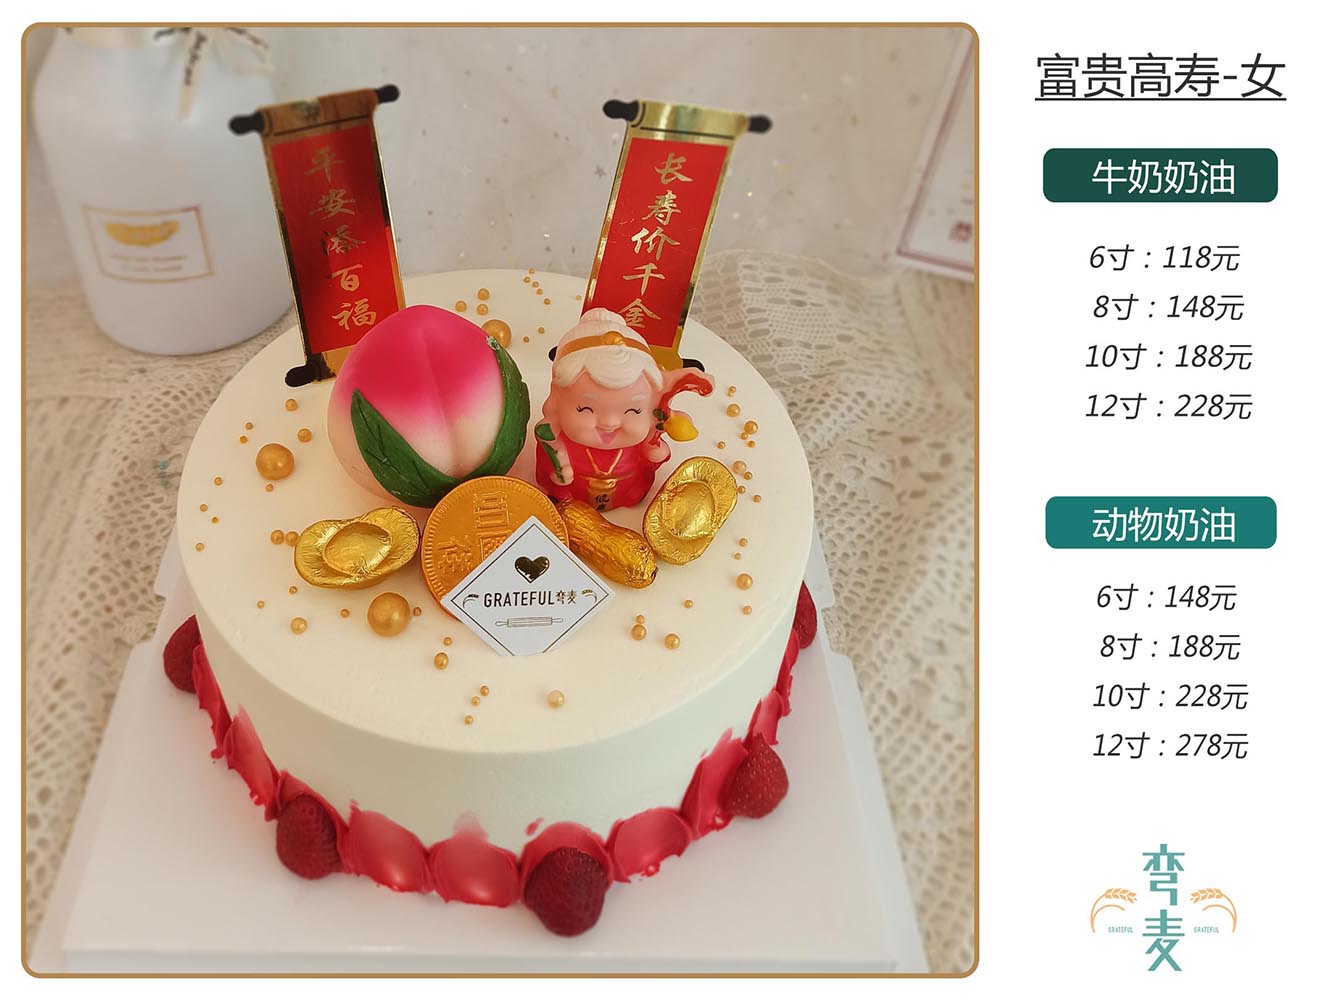 富贵高寿-女
牛奶奶油
6寸：118元
8寸：148元
10寸：188元
12寸：228元
动物奶油
6寸：148元
8寸：188元
10寸：228元
12寸：278元
弯麦
GRATEFUL
GRATEFUL
平安添百福
长寿价千金
GRATEFUL弯麦